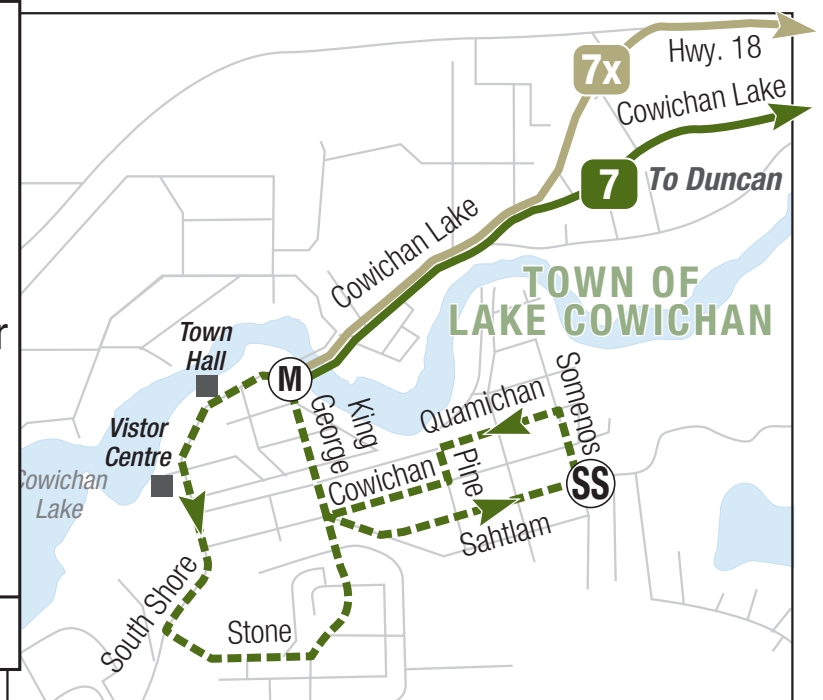 7x
Hwy. 18
Cowichan Lake
7
To Duncan
Cowichan Lake
TOWN OF
LAKE COWICHAN
r
Town
Hall
M
Vistor
Centre
Cowichan
Lake
King
George
Quamichan
Somenos
Cowichan
Pine
SS
Sahtlam
South Shore
Stone